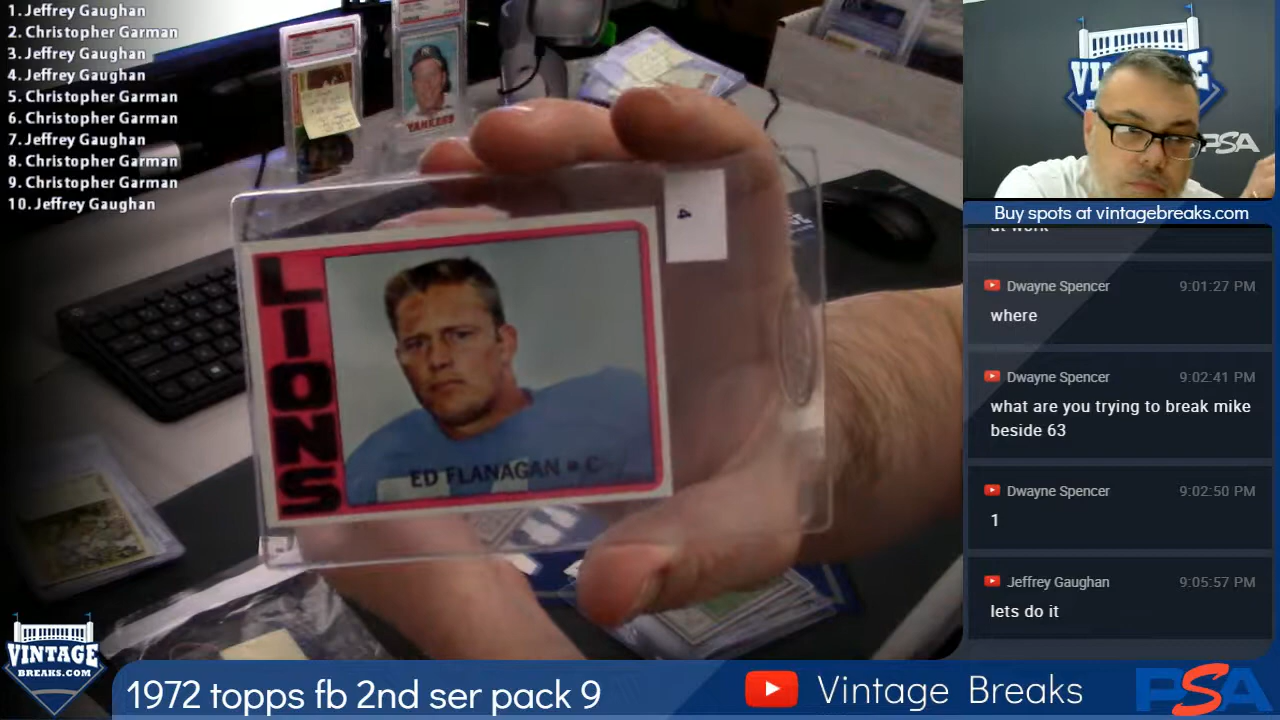 1. Jeffrey Gaughan
2. Christopher Garman
3. Jeffrey Gaughan
4. Jeffrey Gaughan
5. Christopher Garman
6. Christopher Garman
7. Jeffrey Gaughan
8. Christopher Garman
9. Christopher Garman
10. Jeffrey Gaughan
YANKEES
4
LIONS
ED FLANAGAN • C
VINTAGE
PSA
Buy spots at vintagebreaks.com
at work
Dwayne Spencer 9:01:27 PM
where
Dwayne Spencer 9:02:41 PM
what are you trying to break mike
beside 63
Dwayne Spencer 9:02:50 PM
1
Jeffrey Gaughan 9:05:57 PM
lets do it
VINTAGE
BREAKS.COM
1972 topps fb 2nd ser pack 9
Vintage Breaks
PSA